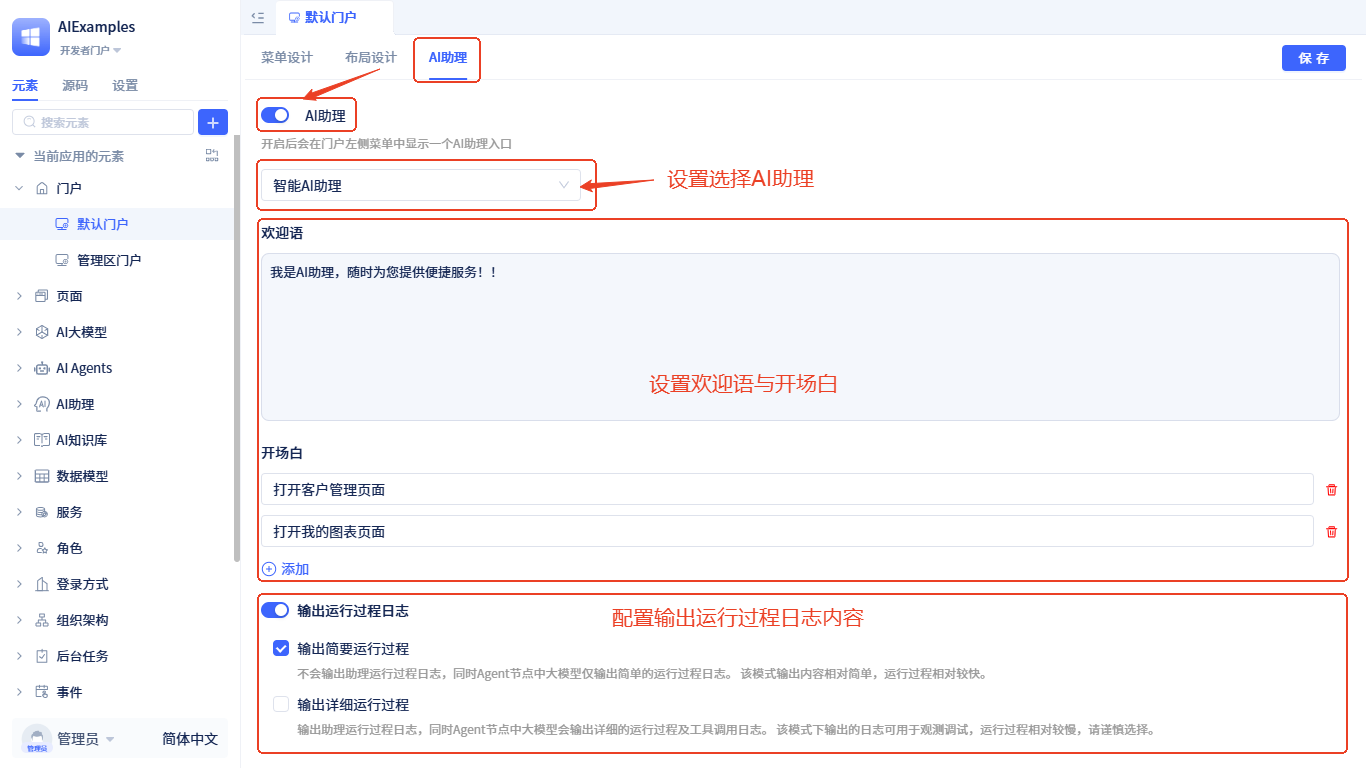 AIExamples
开发者门户
元素 源码 设置
搜索元素
当前应用的元素
门户
默认门户
管理区门户
页面
AI大模型
AI Agents
AI助理
AI知识库
数据模型
服务
角色
登录方式
组织架构
后台任务
事件
管理员
管理员 简体中文
默认门户
菜单设计 布局设计 AI助理
保 存
AI助理
开启后会在门户左侧菜单中显示一个AI助理入口
智能AI助理
设置选择AI助理
欢迎语
我是AI助理，随时为您提供便捷服务！！
设置欢迎语与开场白
开场白
打开客户管理页面
打开我的图表页面
添加
输出运行过程日志
配置输出运行过程日志内容
输出简要运行过程
不会输出助理运行过程日志，同时Agent节点中大模型仅输出简单的运行过程日志。 该模式输出内容相对简单，运行过程相对较快。
输出详细运行过程
输出助理运行过程日志，同时Agent节点中大模型会输出详细的运行过程及工具调用日志。 该模式下输出的日志可用于观测调试，运行过程相对较慢，请谨慎选择。